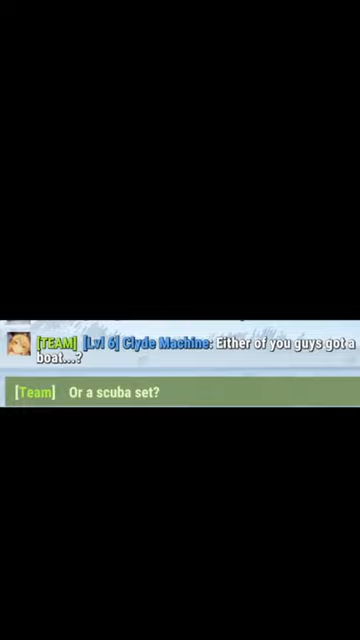 [TEAM] [Lvl 6] Clyde Machine: Either of you guys got a
boat...?
[Team] Or a scuba set?